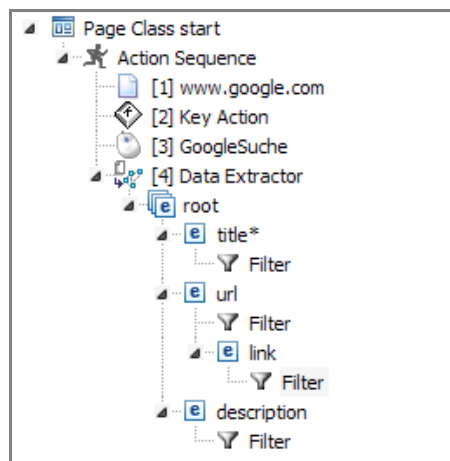 Page Class start
Action Sequence
[1] www.google.com
[2] Key Action
[3] GoogleSuche
[4] Data Extractor
root
title*
Filter
url
Filter
link
Filter
description
Filter